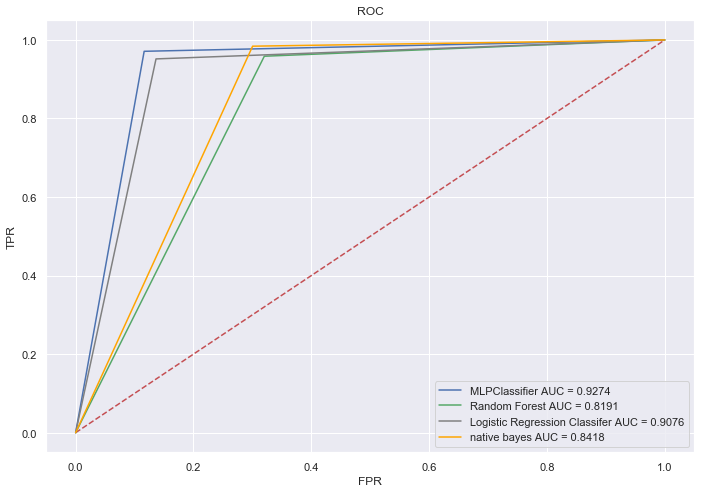 ROC
1.0
0.8
0.6
0.4
0.2
0.0
TPR
0.0
0.2
0.4
0.6
0.8
1.0
FPR
MLPClassifier AUC = 0.9274
Random Forest AUC = 0.8191
Logistic Regression Classifer AUC = 0.9076
native bayes AUC = 0.8418